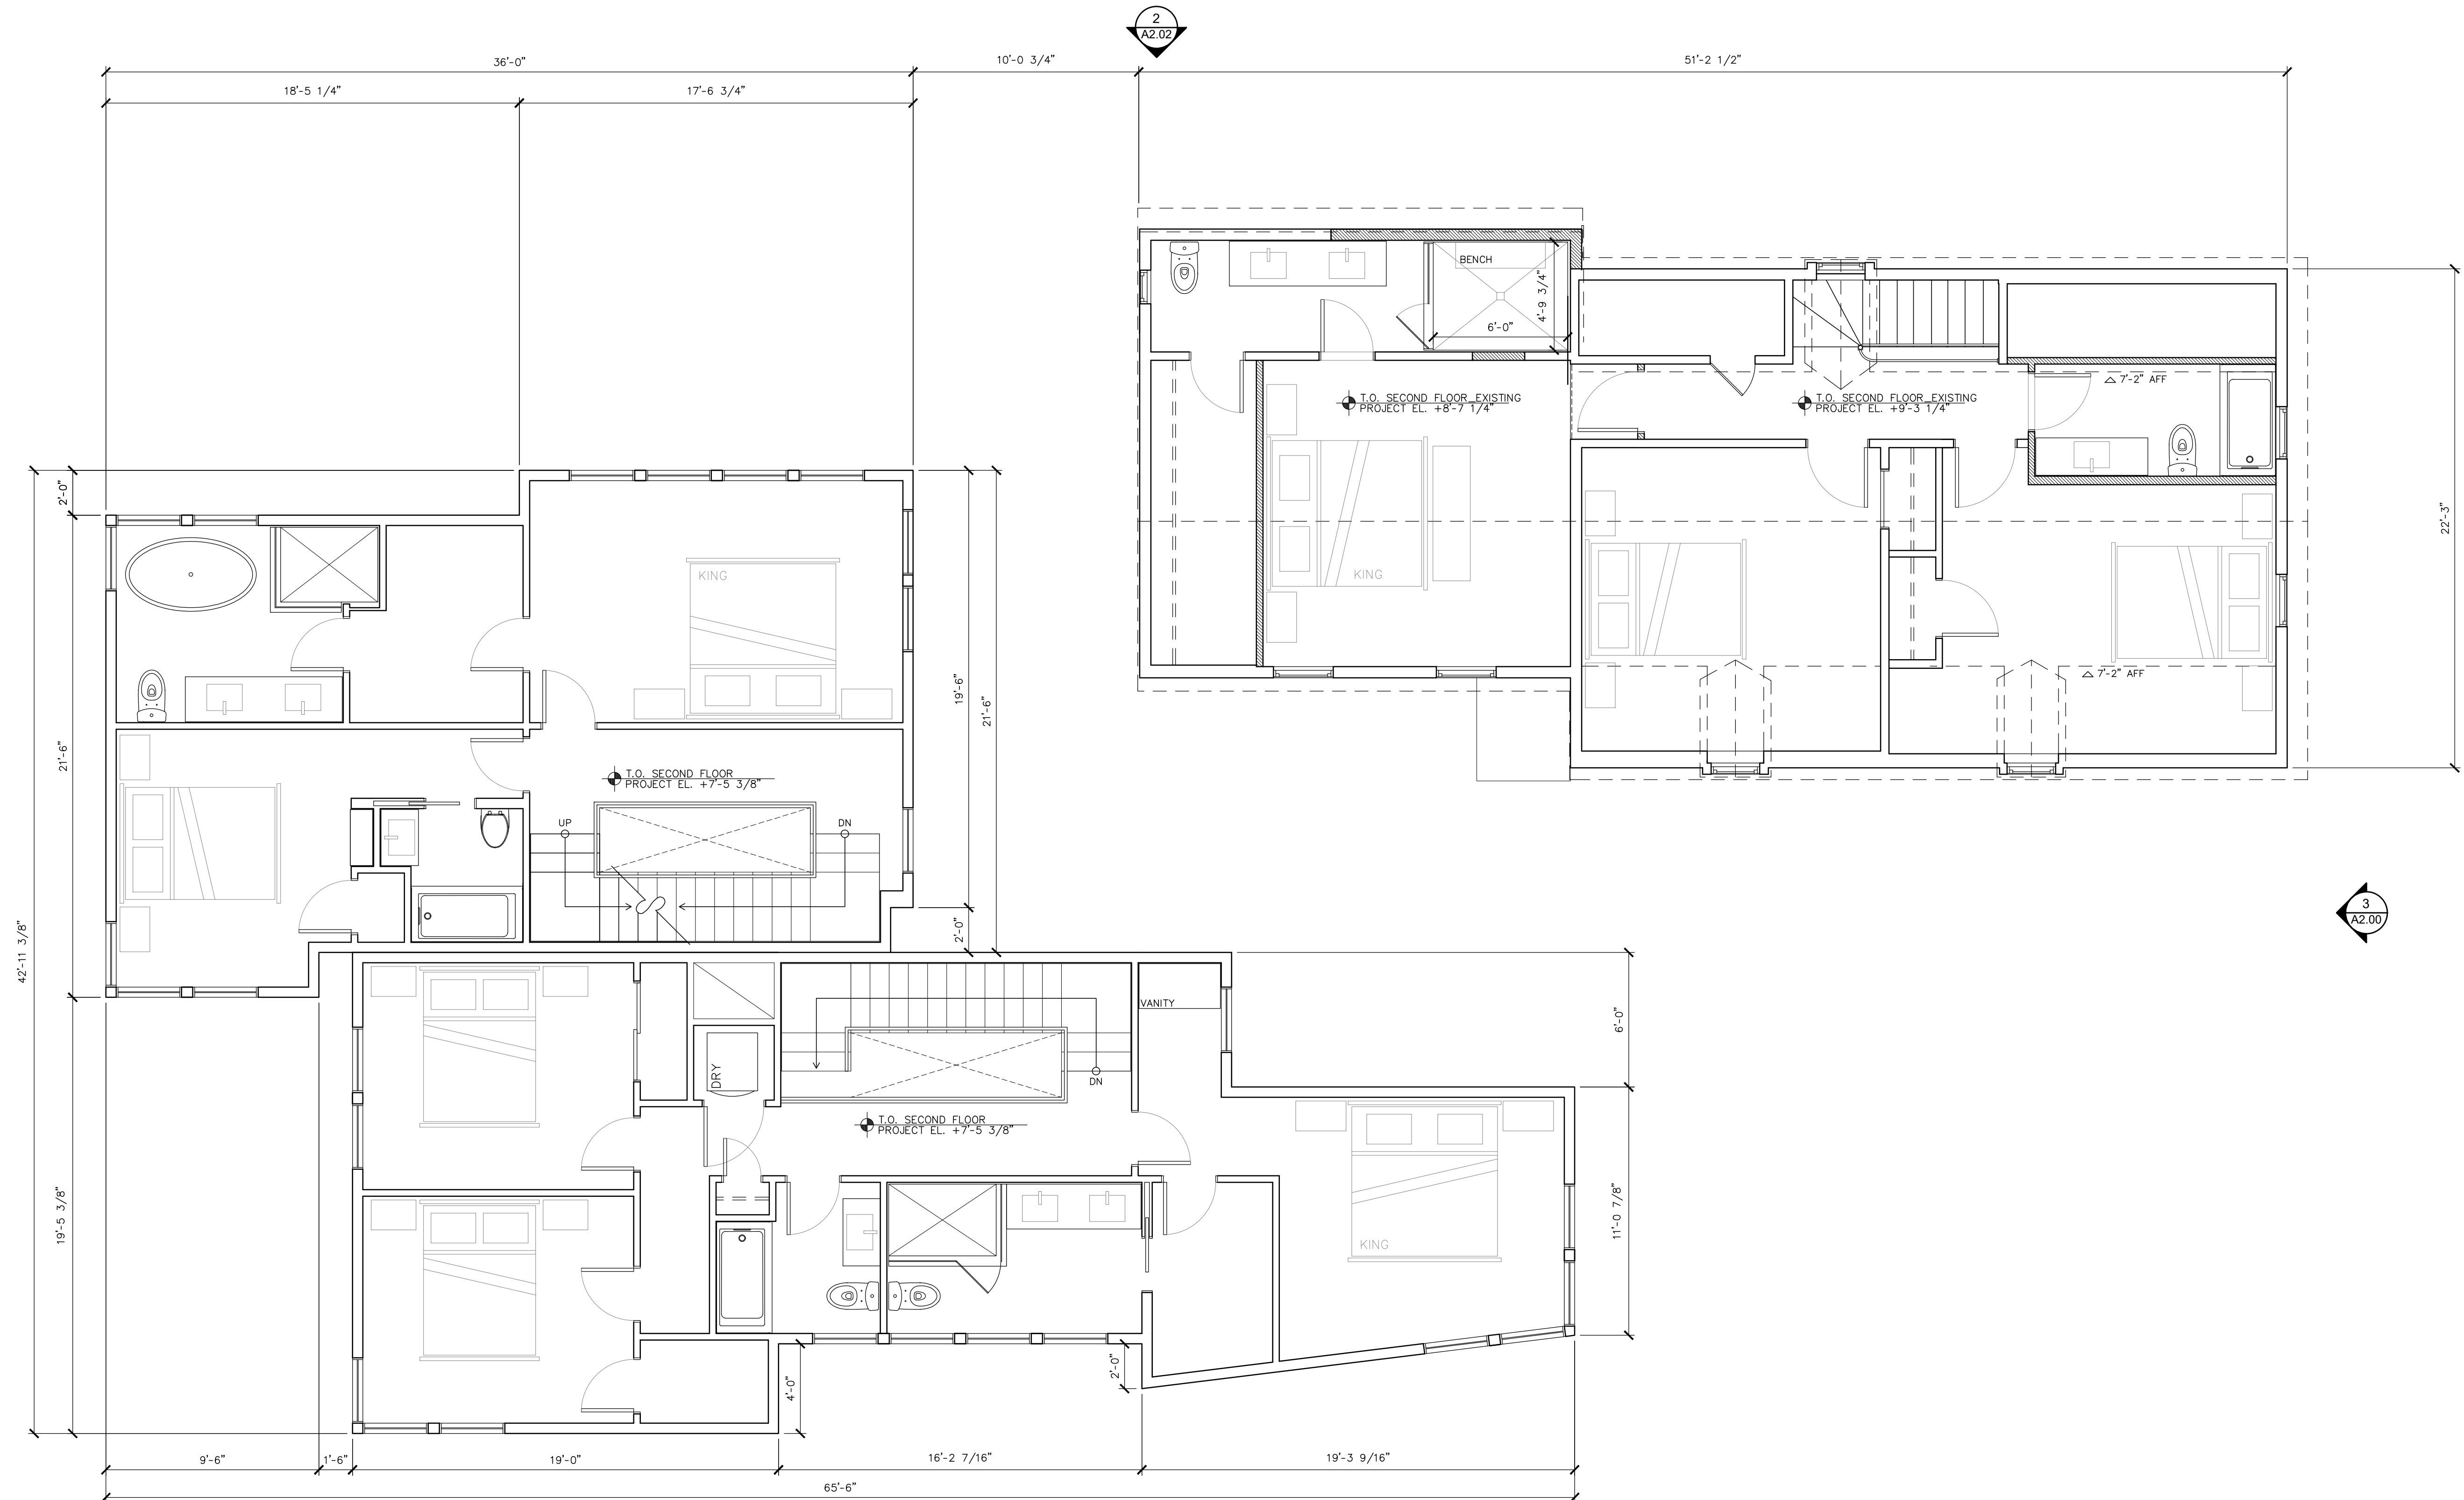 2
A2.02
36'-0"
10'-0 3/4"
51'-2 1/2"
18'-5 1/4"
17'-6 3/4"
BENCH
4'-9 3/4"
6'-0"
7'-2" AFF
T.O. SECOND FLOOR_EXISTING
PROJECT EL. +8'-7 1/4"
T.O. SECOND FLOOR_EXISTING
PROJECT EL. +9'-3 1/4"
2'-0"
22'-3"
KING
KING
7'-2" AFF
19'-6"
21'-6"
21'-6"
T.O. SECOND FLOOR
PROJECT EL. +7'-5 3/8"
UP
DN
3
A2.00
2'-0"
42'-11 3/8"
VANITY
6'-0"
DRY
DN
T.O. SECOND FLOOR
PROJECT EL. +7'-5 3/8"
19'-5 3/8"
11'-0 7/8"
KING
2'-0"
4'-0"
9'-6"
1'-6"
19'-0"
16'-2 7/16"
19'-3 9/16"
65'-6"